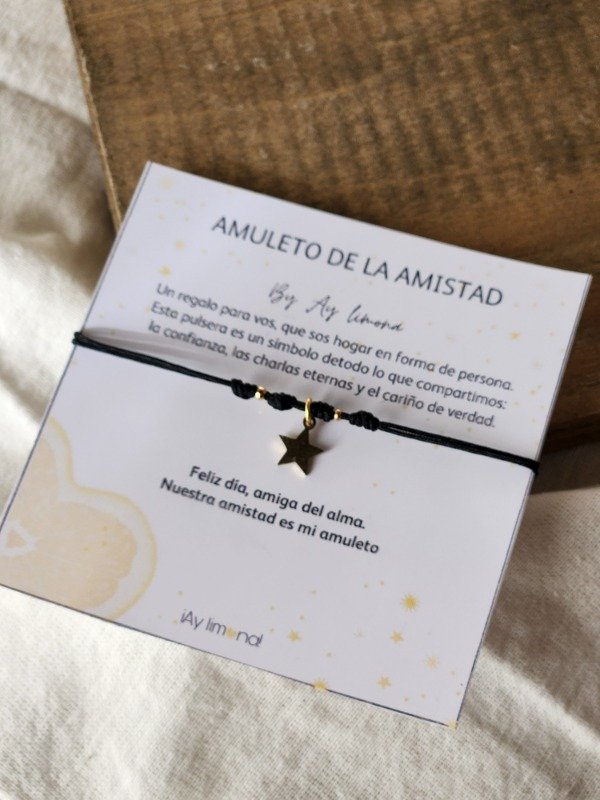 AMULETO DE LA AMISTAD
By Ay limona
Un regalo para vos, que sos hogar en forma de persona.
Esta pulsera es un símbolo detodo lo que compartimos:
la confianza, las charlas eternas y el cariño de verdad.
Feliz día, amiga del alma.
Nuestra amistad es mi amuleto
¡Ay limona!